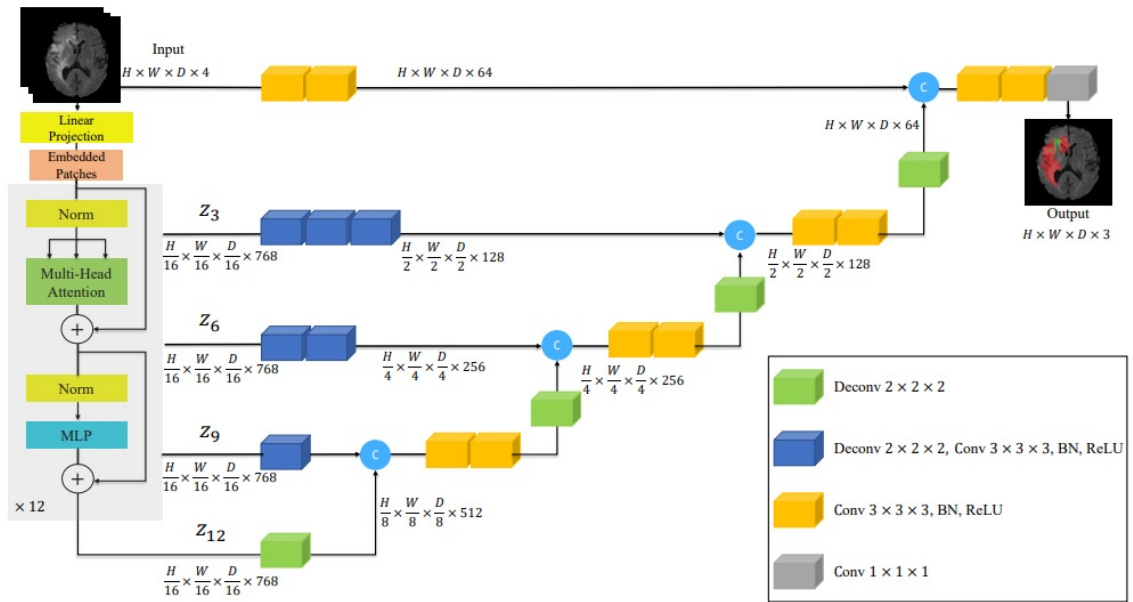 Input
H × W × D × 4
H × W × D × 64
C
Linear
Projection
Embedded
Patches
H × W × D × 64
Output
H × W × D × 3
Norm
Multi-Head
Attention
+
Norm
MLP
+
× 12
z₃
H/16 × W/16 × D/16 × 768
H/2 × W/2 × D/2 × 128
C
H/2 × W/2 × D/2 × 128
z₆
H/16 × W/16 × D/16 × 768
H/4 × W/4 × D/4 × 256
C
H/4 × W/4 × D/4 × 256
z₉
H/16 × W/16 × D/16 × 768
C
H/8 × W/8 × D/8 × 512
z₁₂
H/16 × W/16 × D/16 × 768
Deconv 2 × 2 × 2
Deconv 2 × 2 × 2, Conv 3 × 3 × 3, BN, ReLU
Conv 3 × 3 × 3, BN, ReLU
Conv 1 × 1 × 1